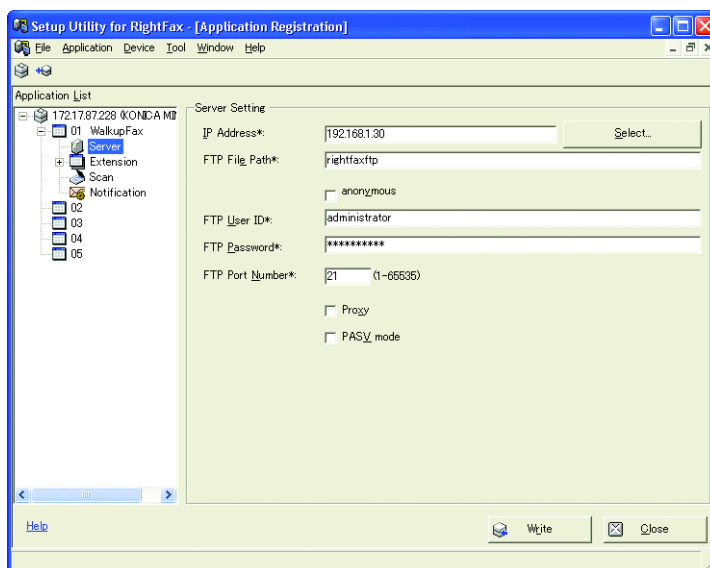 Setup Utility for RightFax - [Application Registration]
File Application Device Tool Window Help
Application List
172.17.87.228 (KONICA MI
01 WalkupFax
Server
Extension
Scan
Notification
02
03
04
05
Server Setting
IP Address*: 192.168.1.30 Select...
FTP File Path*: rightfaxftp
anonymous
FTP User ID*: administrator
FTP Password*: **********
FTP Port Number*: 21 (1-65535)
Proxy
PASV mode
Help
Write Close